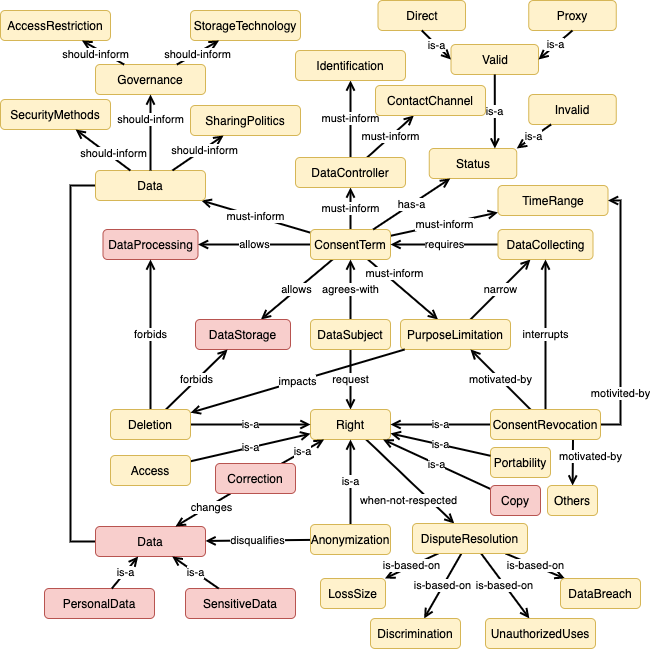 Direct
Proxy
AccessRestriction
StorageTechnology
is-a
is-a
should-inform
should-inform
Valid
Identification
Governance
ContactChannel
is-a
Invalid
SecurityMethods
should-inform
SharingPolitics
must-inform
must-inform
is-a
should-inform
should-inform
Status
DataController
Data
has-a
TimeRange
must-inform
must-inform
must-inform
DataProcessing
allows
ConsentTerm
requires
DataCollecting
must-inform
allows
agrees-with
narrow
forbids
DataStorage
DataSubject
PurposeLimitation
interrupts
forbids
impacts
request
motivated-by
motivited-by
Deletion
is-a
Right
is-a
ConsentRevocation
is-a
is-a
is-a
motivated-by
Access
is-a
Portability
Correction
is-a
changes
when-not-respected
Copy
Others
Data
disqualifies
Anonymization
DisputeResolution
is-a
is-a
is-based-on
is-based-on
is-based-on
is-based-on
PersonalData
SensitiveData
LossSize
DataBreach
Discrimination
UnauthorizedUses